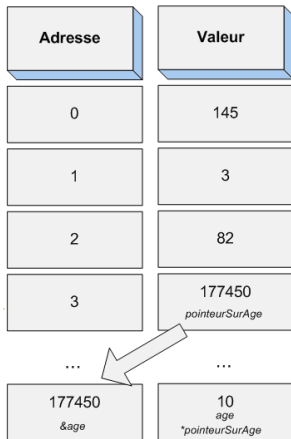 Adresse Valeur
0 145
1 3
2 82
3 177450
pointeurSurAge
... ...
177450 10
&age age
*pointeurSurAge